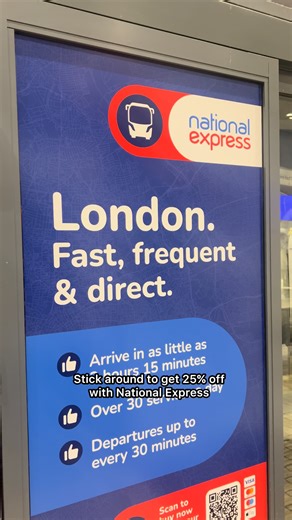 national
express
London.
Fast, frequent
& direct.
Arrive in as little as
hours 15 minutes
Stick around to get 25% off
with National Express
Over 30
Departures up to
every 30 minutes
Scan to
buy now
VISA